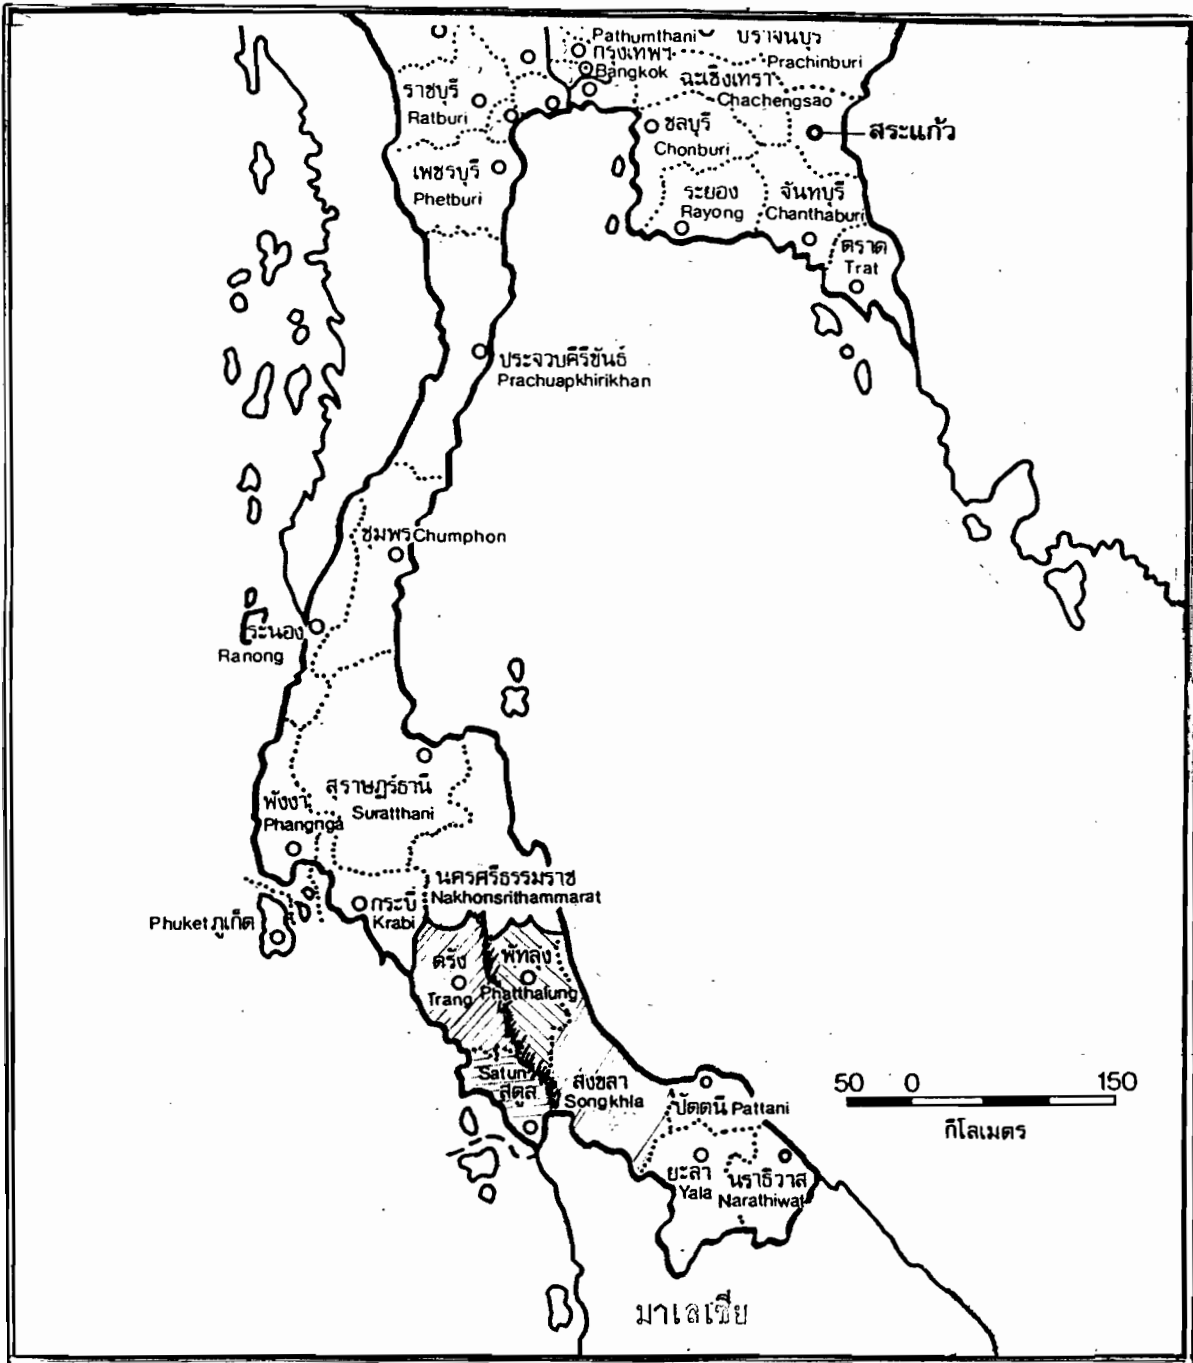 Pathumthani
ปราจีนบุรี
กรุงเทพฯ
Prachinburi
Bangkok
ฉะเชิงเทรา
ราชบุรี
Chachengsao
Ratburi
ชลบุรี
สระแก้ว
Chonburi
เพชรบุรี
Phetburi
ระยอง
จันทบุรี
Rayong
Chanthaburi
ตราด
Trat
ประจวบคีรีขันธ์
Prachuapkhirikhan
ชุมพร Chumphon
ระนอง
Ranong
สุราษฎร์ธานี
พังงา
Suratthani
Phangnga
นครศรีธรรมราช
Nakhonsrithammarat
กระบี่
Krabi
Phuket ภูเก็ต
ตรัง
พัทลุง
Trang
Phatthalung
Satun
สตูล
สงขลา
Songkhla
50 0 150
กิโลเมตร
ปัตตนี Pattani
ยะลา
Yala
นราธิวาส
Narathiwat
มาเลเซีย